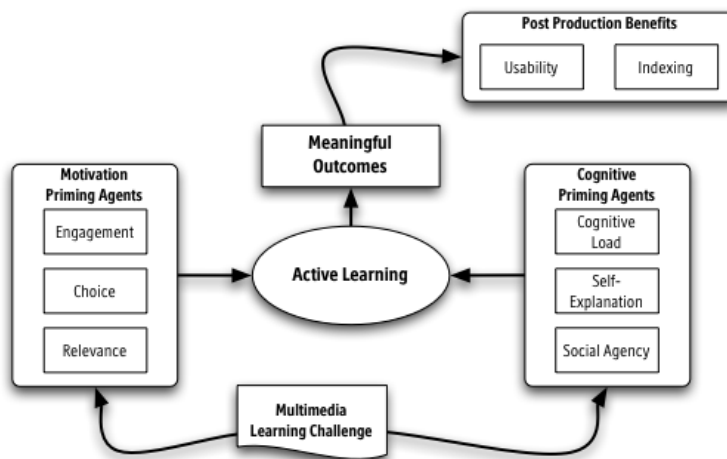 Post Production Benefits
Usability
Indexing
Meaningful
Outcomes
Motivation
Priming Agents
Engagement
Choice
Relevance
Active Learning
Cognitive
Priming Agents
Cognitive
Load
Self-
Explanation
Social Agency
Multimedia
Learning Challenge